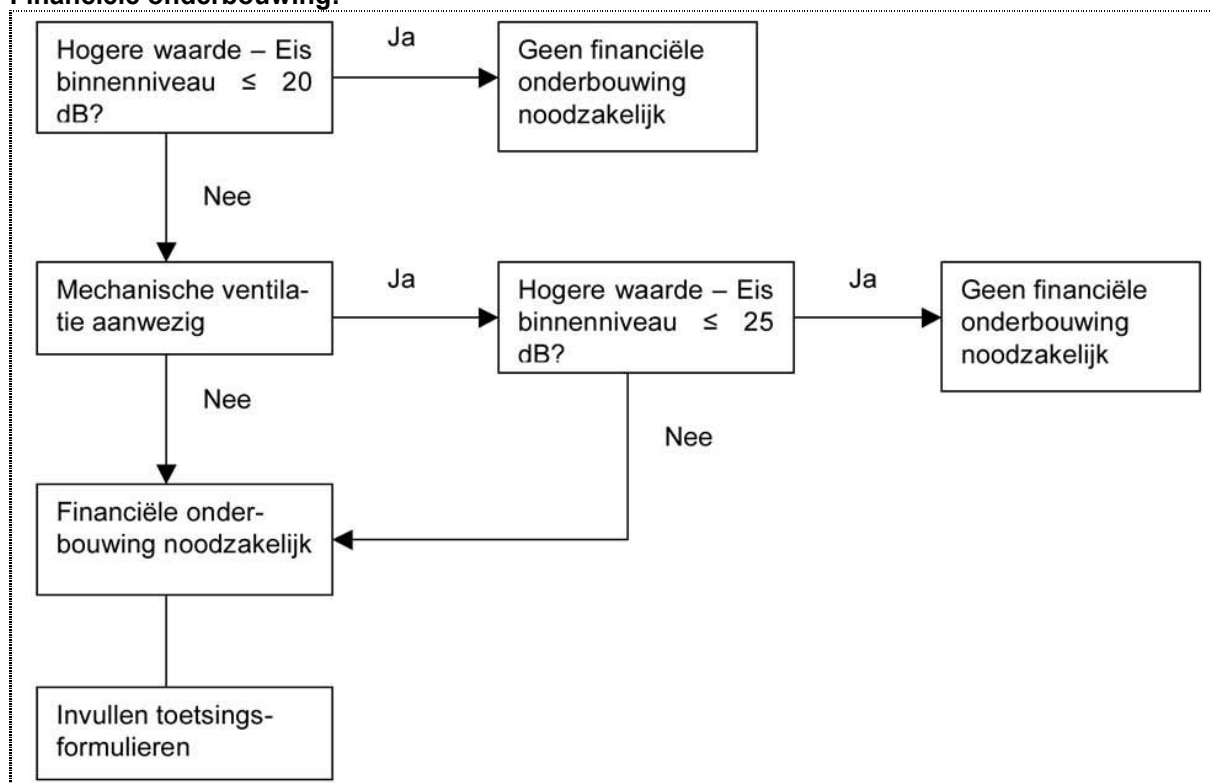 Financiële onderbouwing:
Hogere waarde – Eis
binnenniveau ≤ 20
dB?
Ja
Geen financiële
onderbouwing
noodzakelijk
Nee
Mechanische ventila-
tie aanwezig
Ja
Hogere waarde – Eis
binnenniveau ≤ 25
dB?
Ja
Geen financiële
onderbouwing
noodzakelijk
Nee
Nee
Financiële onder-
bouwing noodzakelijk
Invullen toetsings-
formulieren